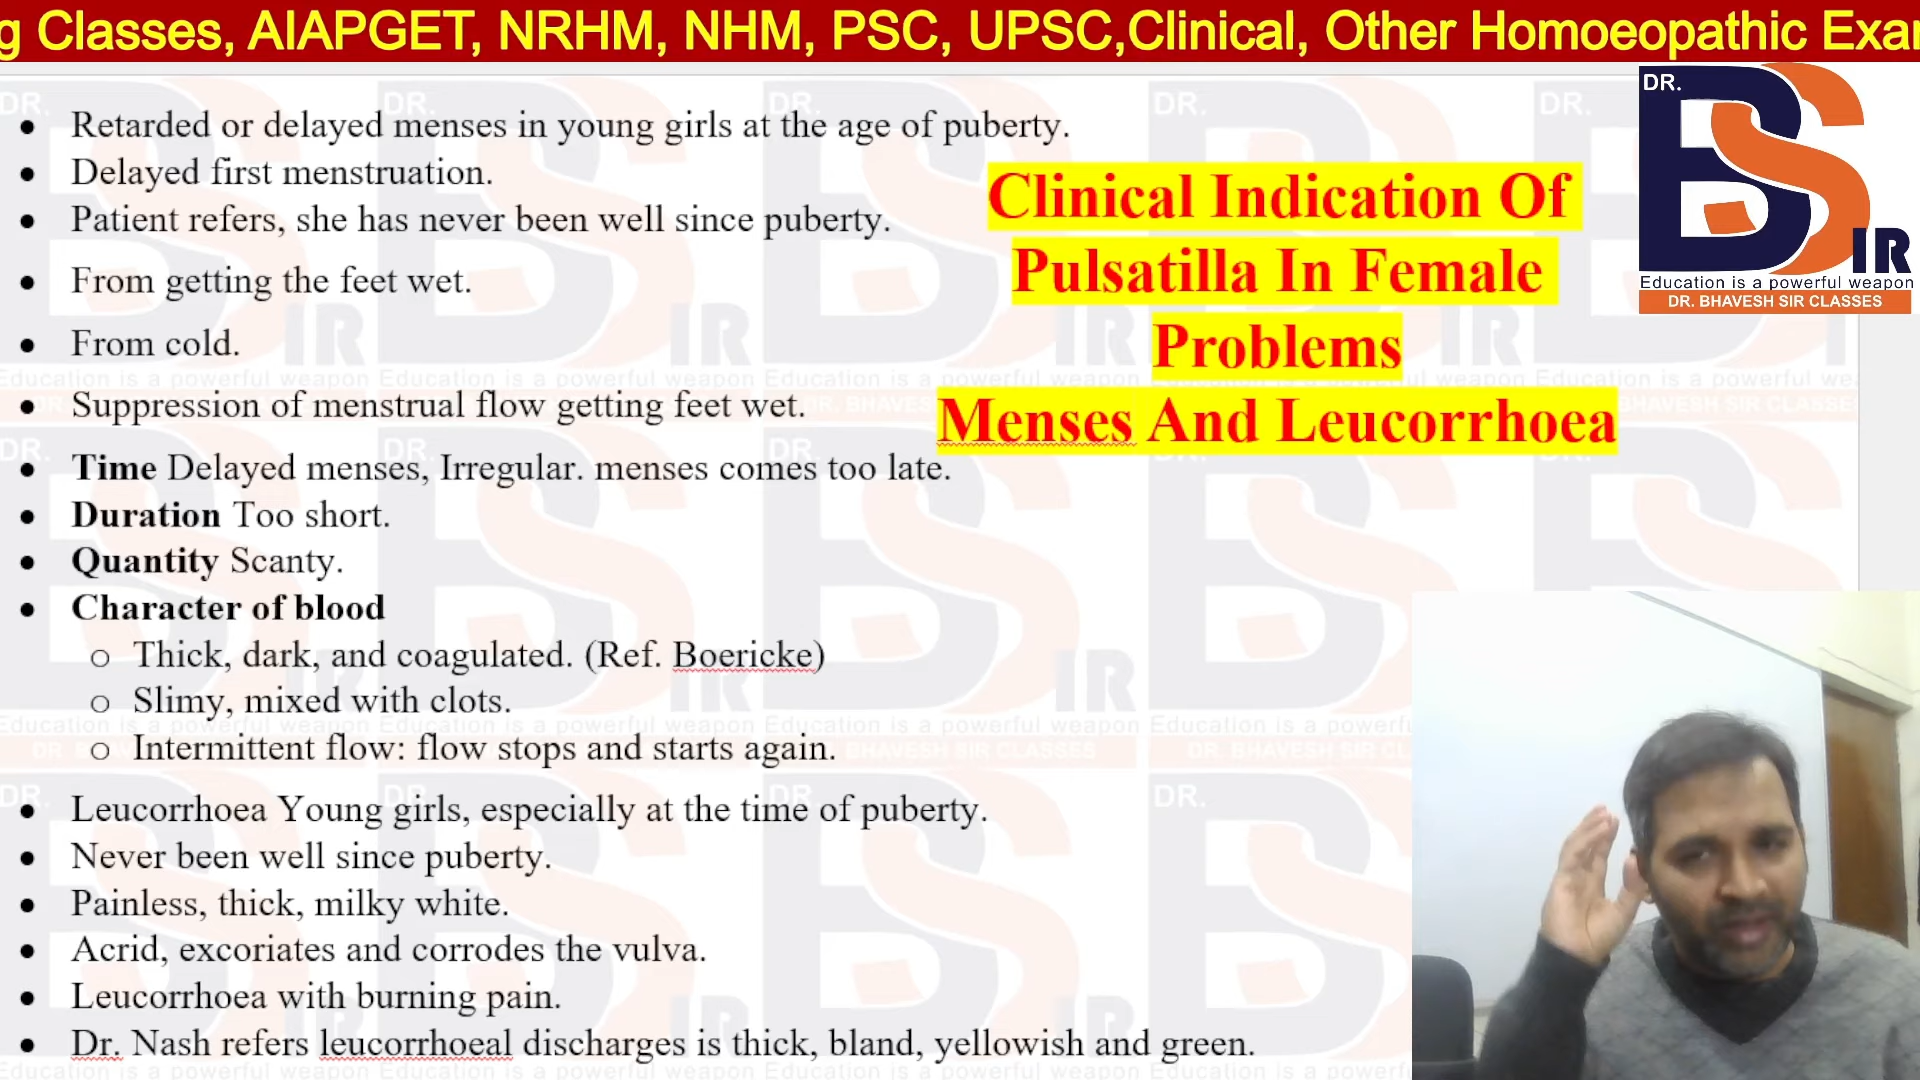 g Classes, AIAPGET, NRHM, NHM, PSC, UPSC,Clinical, Other Homoeopathic Exa
DR.
BS
IR
Education is a powerful weapon
DR. BHAVESH SIR CLASSES
Clinical Indication Of
Pulsatilla In Female
Problems
Menses And Leucorrhoea
• Retarded or delayed menses in young girls at the age of puberty.
• Delayed first menstruation.
• Patient refers, she has never been well since puberty.
• From getting the feet wet.
• From cold.
• Suppression of menstrual flow getting feet wet.
• Time Delayed menses, Irregular. menses comes too late.
• Duration Too short.
• Quantity Scanty.
• Character of blood
o Thick, dark, and coagulated. (Ref. Boericke)
o Slimy, mixed with clots.
o Intermittent flow: flow stops and starts again.
• Leucorrhoea Young girls, especially at the time of puberty.
• Never been well since puberty.
• Painless, thick, milky white.
• Acrid, excoriates and corrodes the vulva.
• Leucorrhoea with burning pain.
• Dr. Nash refers leucorrhoeal discharges is thick, bland, yellowish and green.